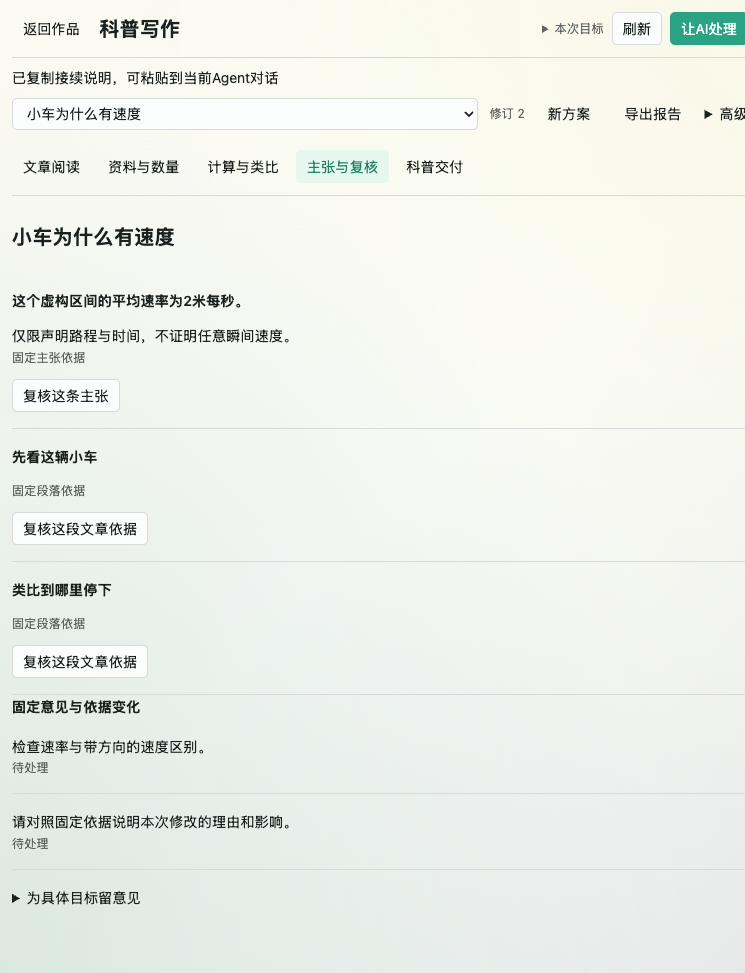 返回作品 科普写作 ▶ 本次目标 刷新 让AI处理
已复制接续说明，可粘贴到当前Agent对话
小车为什么有速度 修订 2 新方案 导出报告 ▶ 高级
文章阅读 资料与数量 计算与类比 主张与复核 科普交付
小车为什么有速度
这个虚构区间的平均速率为2米每秒。
仅限声明路程与时间，不证明任意瞬间速度。
固定主张依据
复核这条主张
先看这辆小车
固定段落依据
复核这段文章依据
类比到哪里停下
固定段落依据
复核这段文章依据
固定意见与依据变化
检查速率与带方向的速度区别。
待处理
请对照固定依据说明本次修改的理由和影响。
待处理
▶ 为具体目标留意见